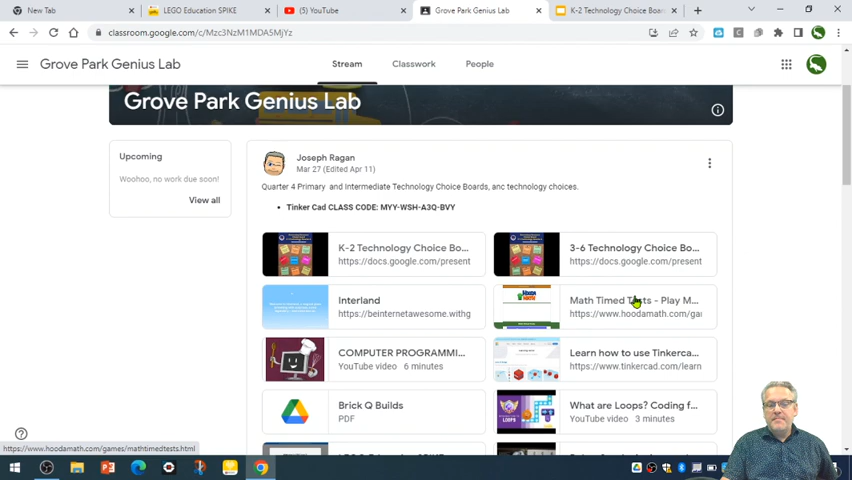 New Tab
LEGO Education SPIKE
YouTube
Grove Park Genius Lab
K-2 Technology Choice Boar
classroom.google.com/c/Mzc3NzM1MDA5MjYz
Grove Park Genius Lab
Stream
Classwork
People
Grove Park Genius Lab
Upcoming
Woohoo, no work due soon!
View all
Joseph Ragan
Mar 27 (Edited Apr 11)
Quarter 4 Primary and Intermediate Technology Choice Boards, anc technology choices.
• Tinker Cad CLASS CODE: MYY-WSH-A3Q-BVY
K-2 Technology Choice Bo...
https://docs.google.com/present
3-6 Technology Choice Bo...
https://docs.google.com/present
Interland
https://beinternetawesome.withg
HOODA MATH
Math Timed Tests - Play M...
https://www.hoodamath.com/gai
COMPUTER PROGRAMMI...
YouTube video 6 minutes
Learn how to use Tinkerca...
https://www.tinkercad.com/learn
Brick Q Builds
PDF
LOOPS
What are Loops? Coding f...
YouTube video 3 minutes
https://www.hoodamath.com/games/mathtimedtests.html